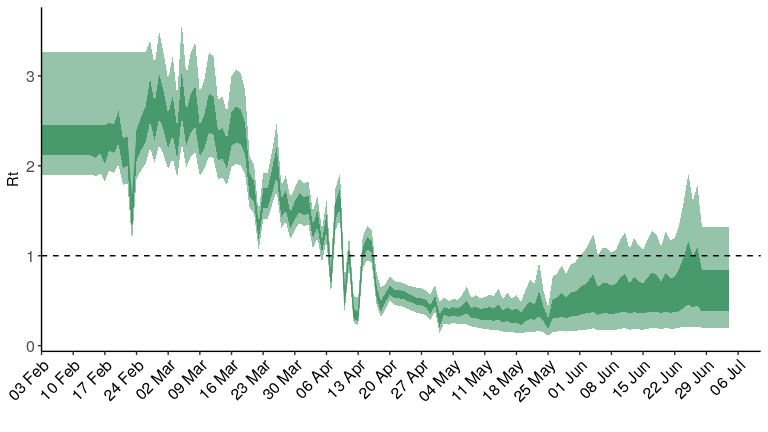 Rt
3
2
1
0
03 Feb
10 Feb
17 Feb
24 Feb
02 Mar
09 Mar
16 Mar
23 Mar
30 Mar
06 Apr
13 Apr
20 Apr
27 Apr
04 May
11 May
18 May
25 May
01 Jun
08 Jun
15 Jun
22 Jun
29 Jun
06 Jul